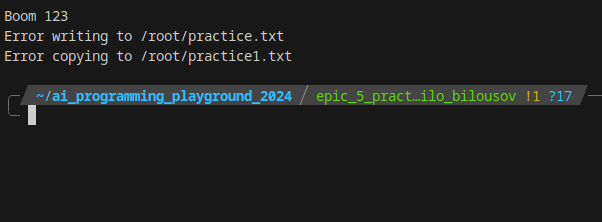 Boom 123
Error writing to /root/practice.txt
Error copying to /root/practice1.txt
~/ai_programming_playground_2024 / epic_5_pract…ilo_bilousov !1 ?17